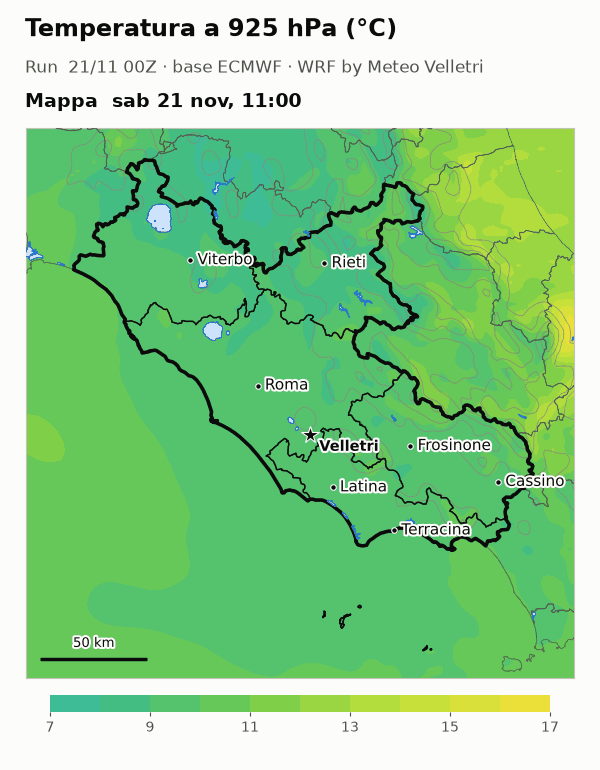 Temperatura a 925 hPa (°C)
Run  21/11 00Z · base ECMWF · WRF by Meteo Velletri
Mappa  sab 21 nov, 11:00
Viterbo
Rieti
Roma
Velletri
Frosinone
Latina
Cassino
Terracina
50 km
7 9 11 13 15 17